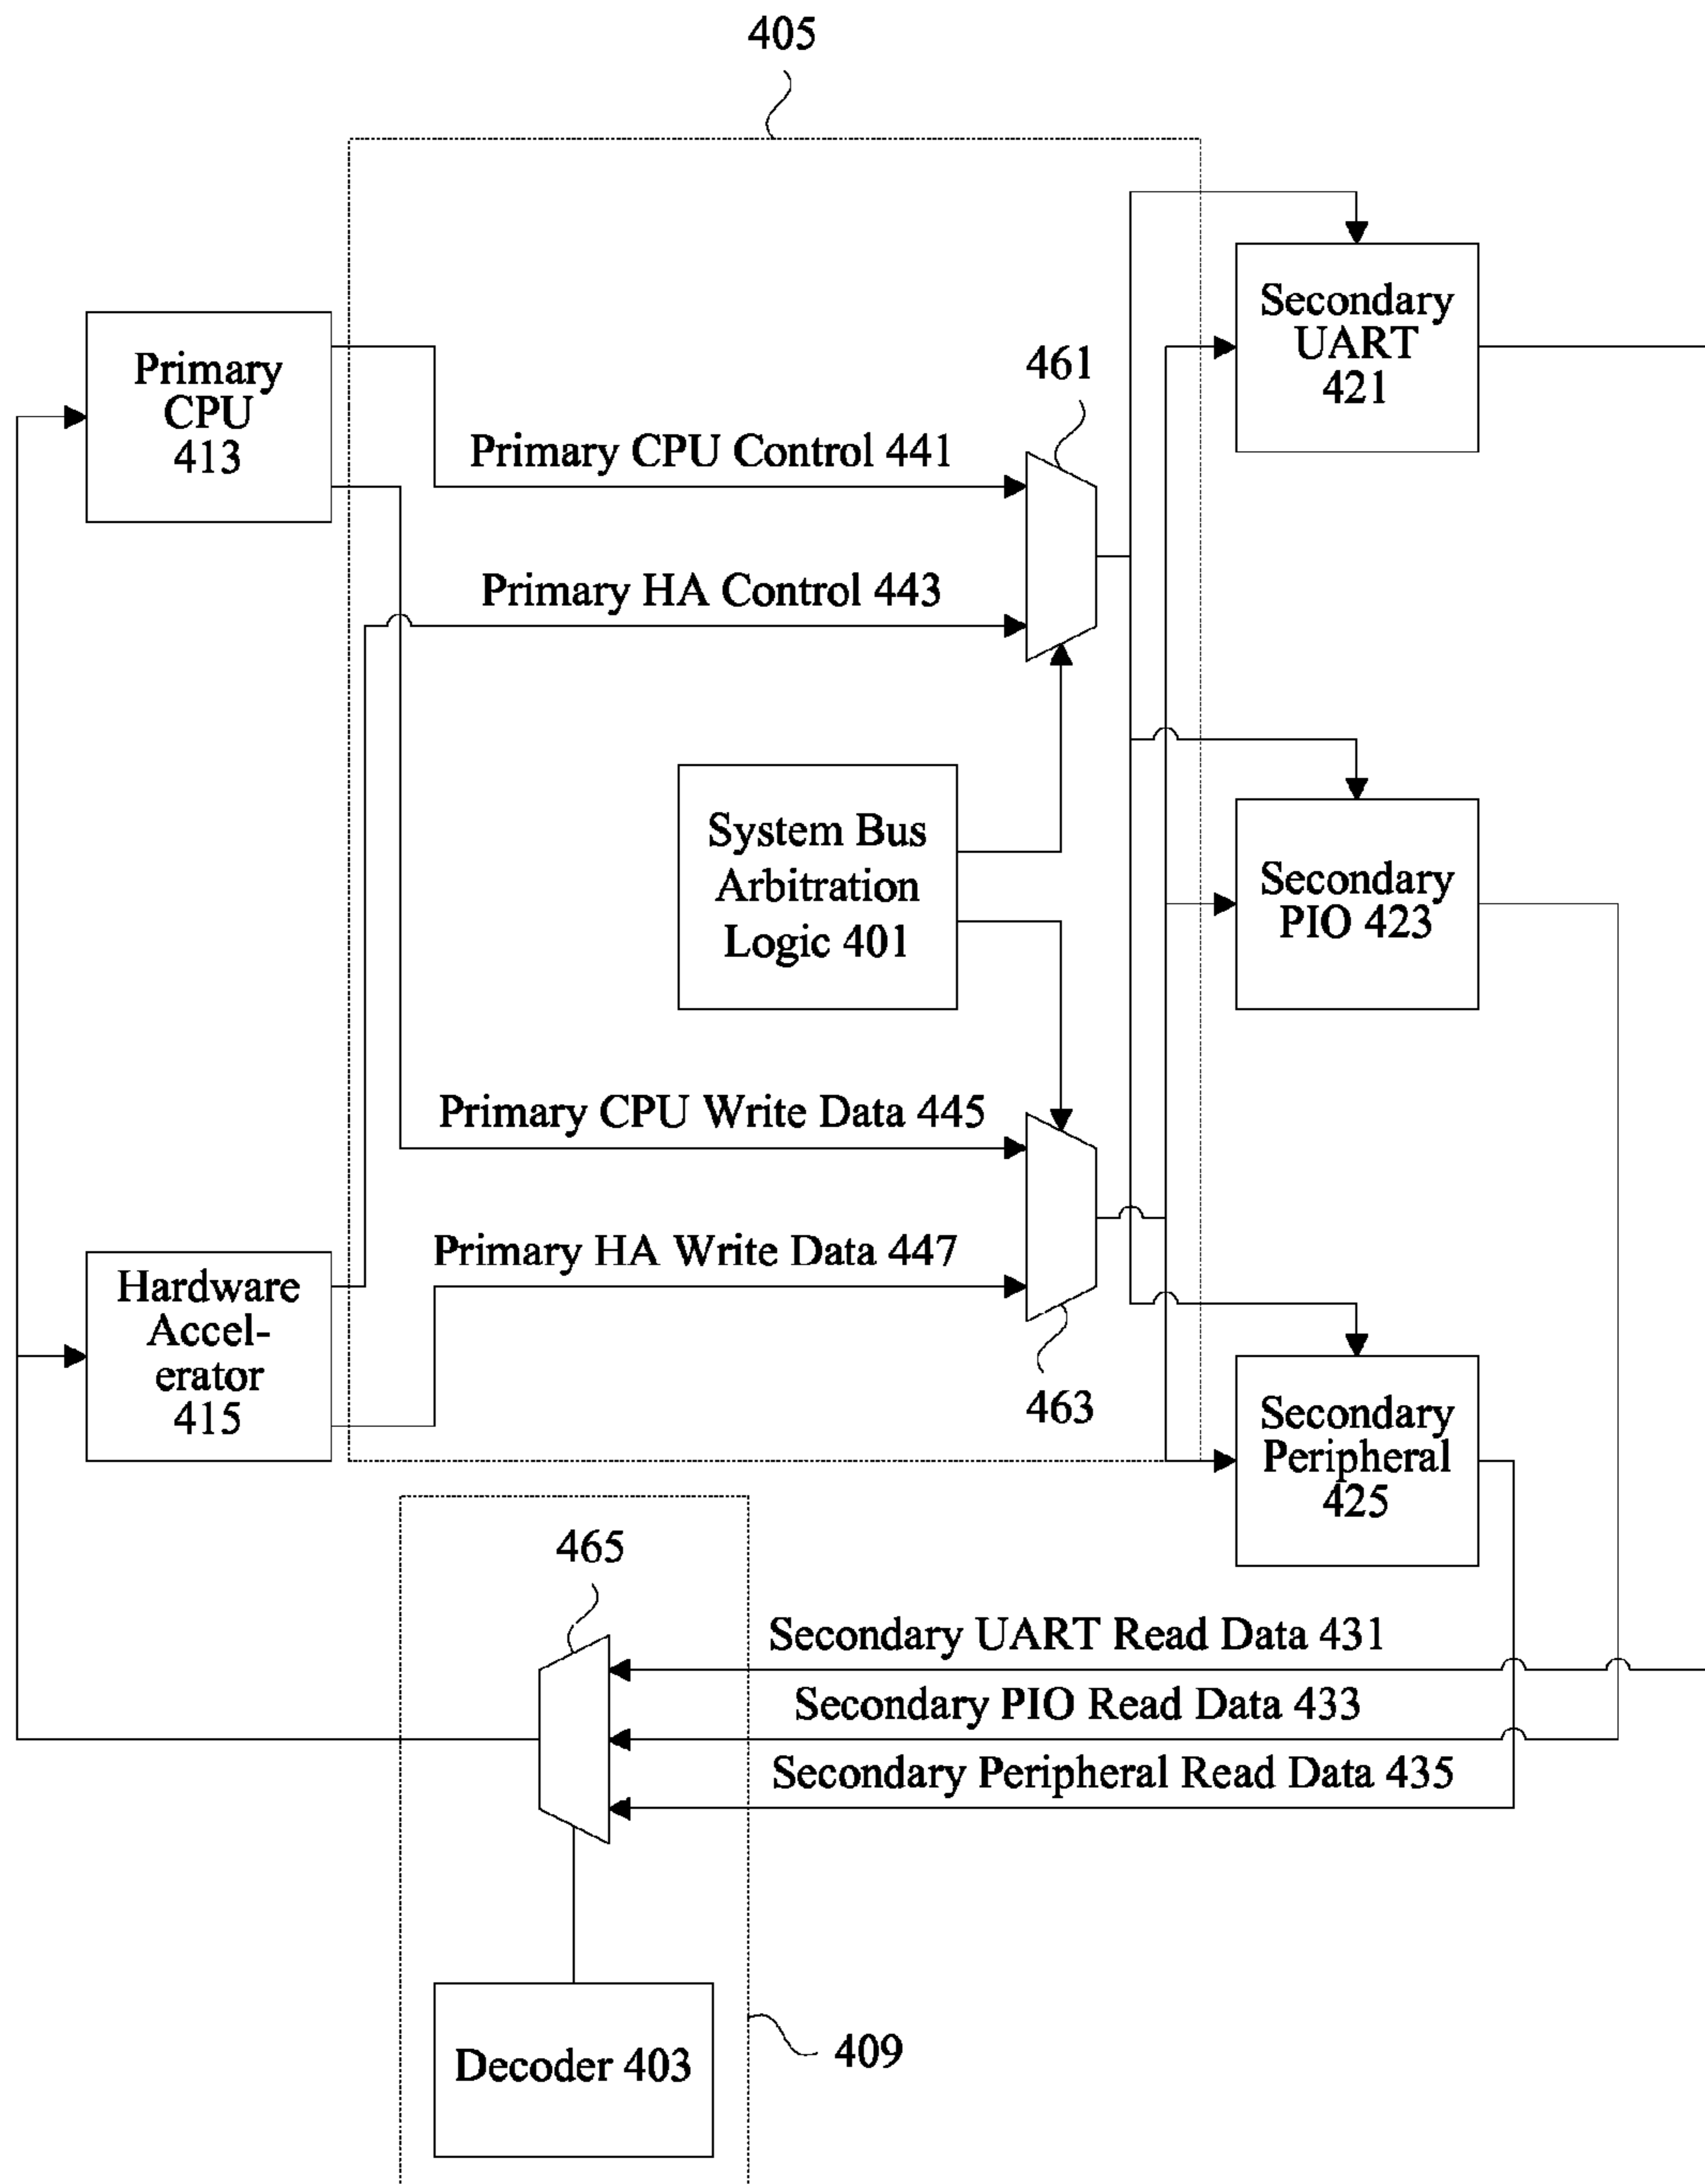 405
Secondary
UART
421
Primary
CPU
413
461
Primary CPU Control 441
Primary HA Control 443
System Bus
Arbitration
Logic 401
Secondary
PIO 423
Primary CPU Write Data 445
Primary HA Write Data 447
Hardware
Accel-
erator
415
463
Secondary
Peripheral
425
465
Secondary UART Read Data 431
Secondary PIO Read Data 433
Secondary Peripheral Read Data 435
Decoder 403
409